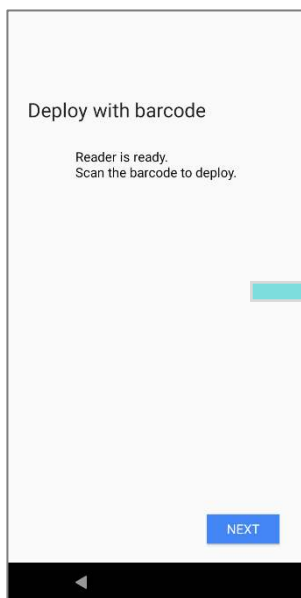 Deploy with barcode
Reader is ready.
Scan the barcode to deploy.
NEXT